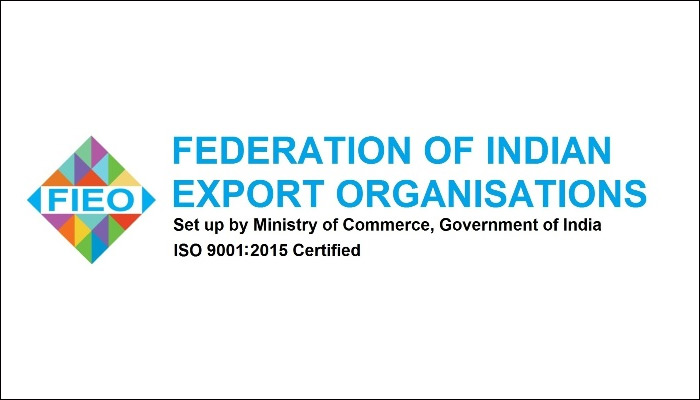 FIEO
FEDERATION OF INDIAN
EXPORT ORGANISATIONS
Set up by Ministry of Commerce, Government of India
ISO 9001:2015 Certified